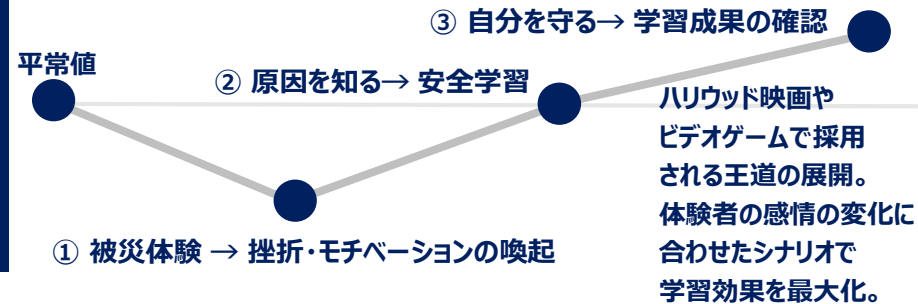 ③ 自分を守る→ 学習成果の確認
平常値
② 原因を知る→ 安全学習
ハリウッド映画や
ビデオゲームで採用
される王道の展開。
体験者の感情の変化に
合わせたシナリオで
学習効果を最大化。
① 被災体験 → 挫折・モチベーションの喚起